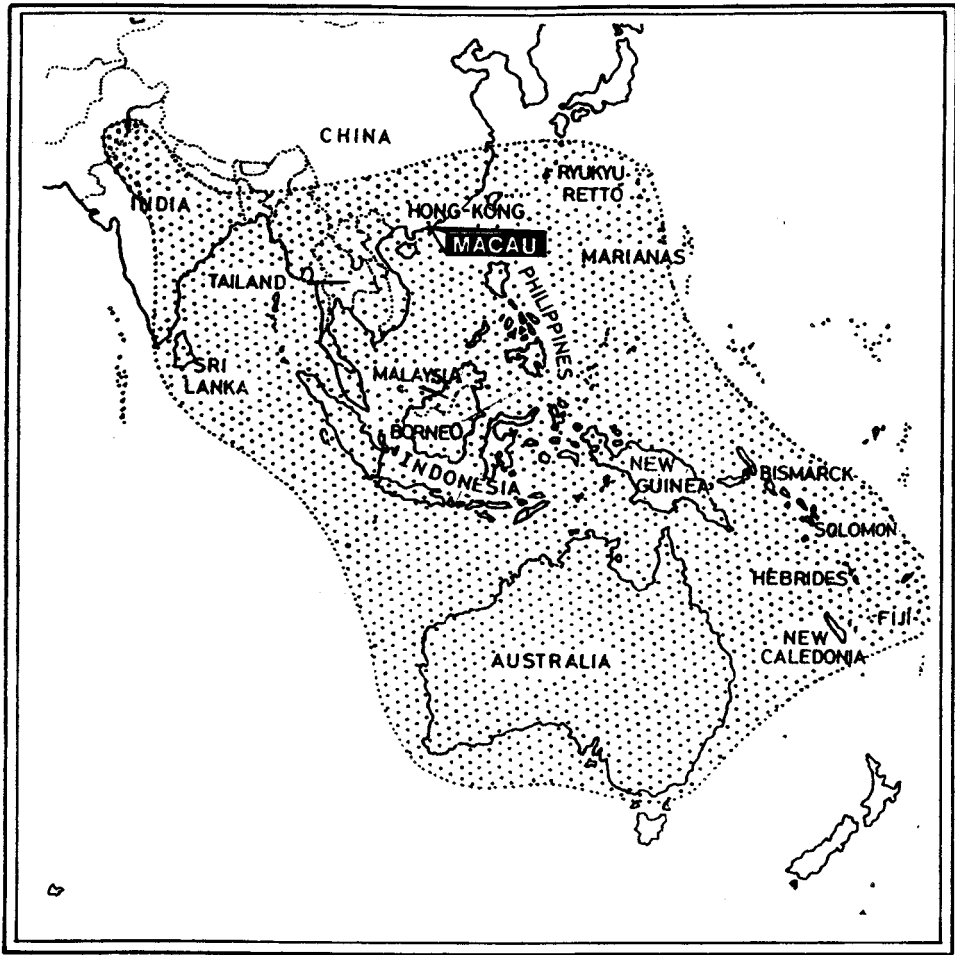 CHINA
RYUKYU
RETTO
INDIA
HONG-KONG
MACAU
MARIANAS
TAILAND
PHILIPPINES
SRI
LANKA
MALAYSIA
BORNEO
INDONESIA
NEW
GUINEA
BISMARCK
SOLOMON
HEBRIDES
FIJI
NEW
CALEDONIA
AUSTRALIA